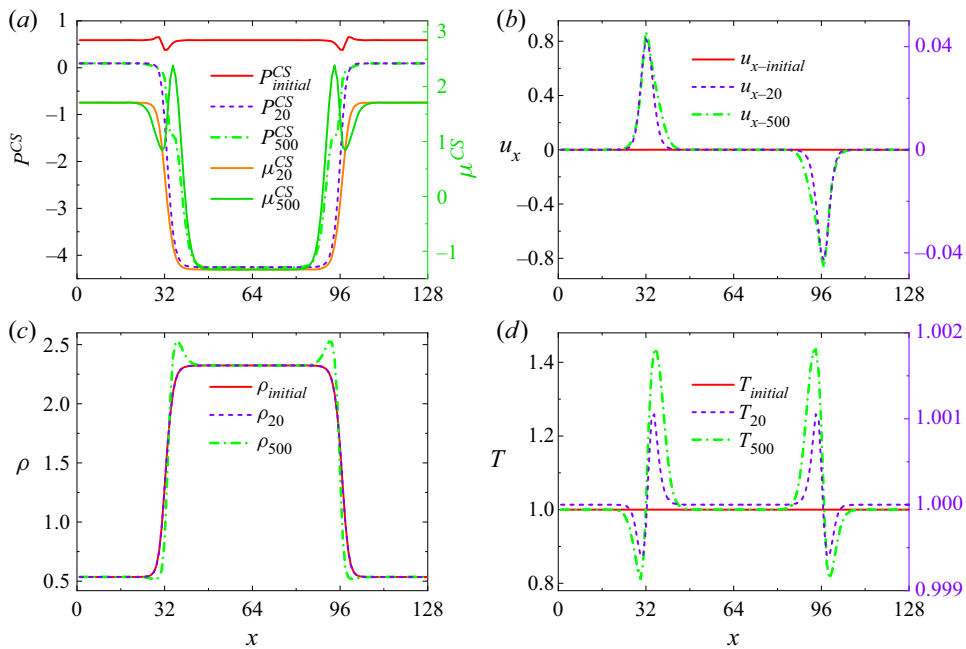 (a)
1
0
−1
−2
−3
−4
P^CS
3
2
1
0
−1
μ^CS
P^CS_initial
P^CS_20
P^CS_500
μ^CS_20
μ^CS_500
0 32 64 96 128
x
(b)
0.8
0.4
0
−0.4
−0.8
u_x
0.04
0
−0.04
u_x–initial
u_x–20
u_x–500
0 32 64 96 128
x
(c)
2.5
2.0
1.5
1.0
0.5
ρ
ρ_initial
ρ_20
ρ_500
0 32 64 96 128
x
(d)
1.4
1.2
1.0
0.8
T
1.002
1.001
1.000
0.999
T_initial
T_20
T_500
0 32 64 96 128
x